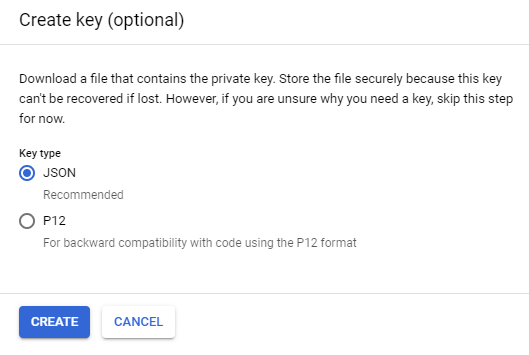 Create key (optional)
Download a file that contains the private key. Store the file securely because this key
can't be recovered if lost. However, if you are unsure why you need a key, skip this step
for now.
Key type
JSON
Recommended
P12
For backward compatibility with code using the P12 format
CREATE
CANCEL